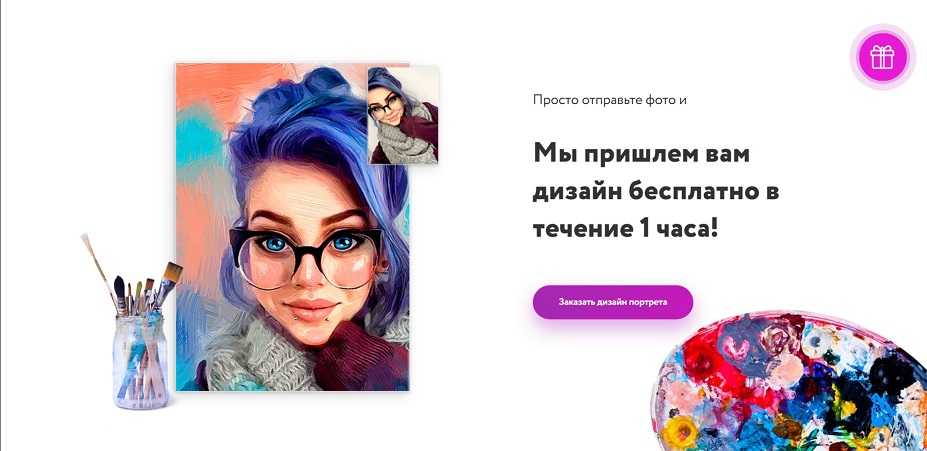 Просто отправьте фото и
Мы пришлем вам
дизайн бесплатно в
течение 1 часа!
Заказать дизайн портрета